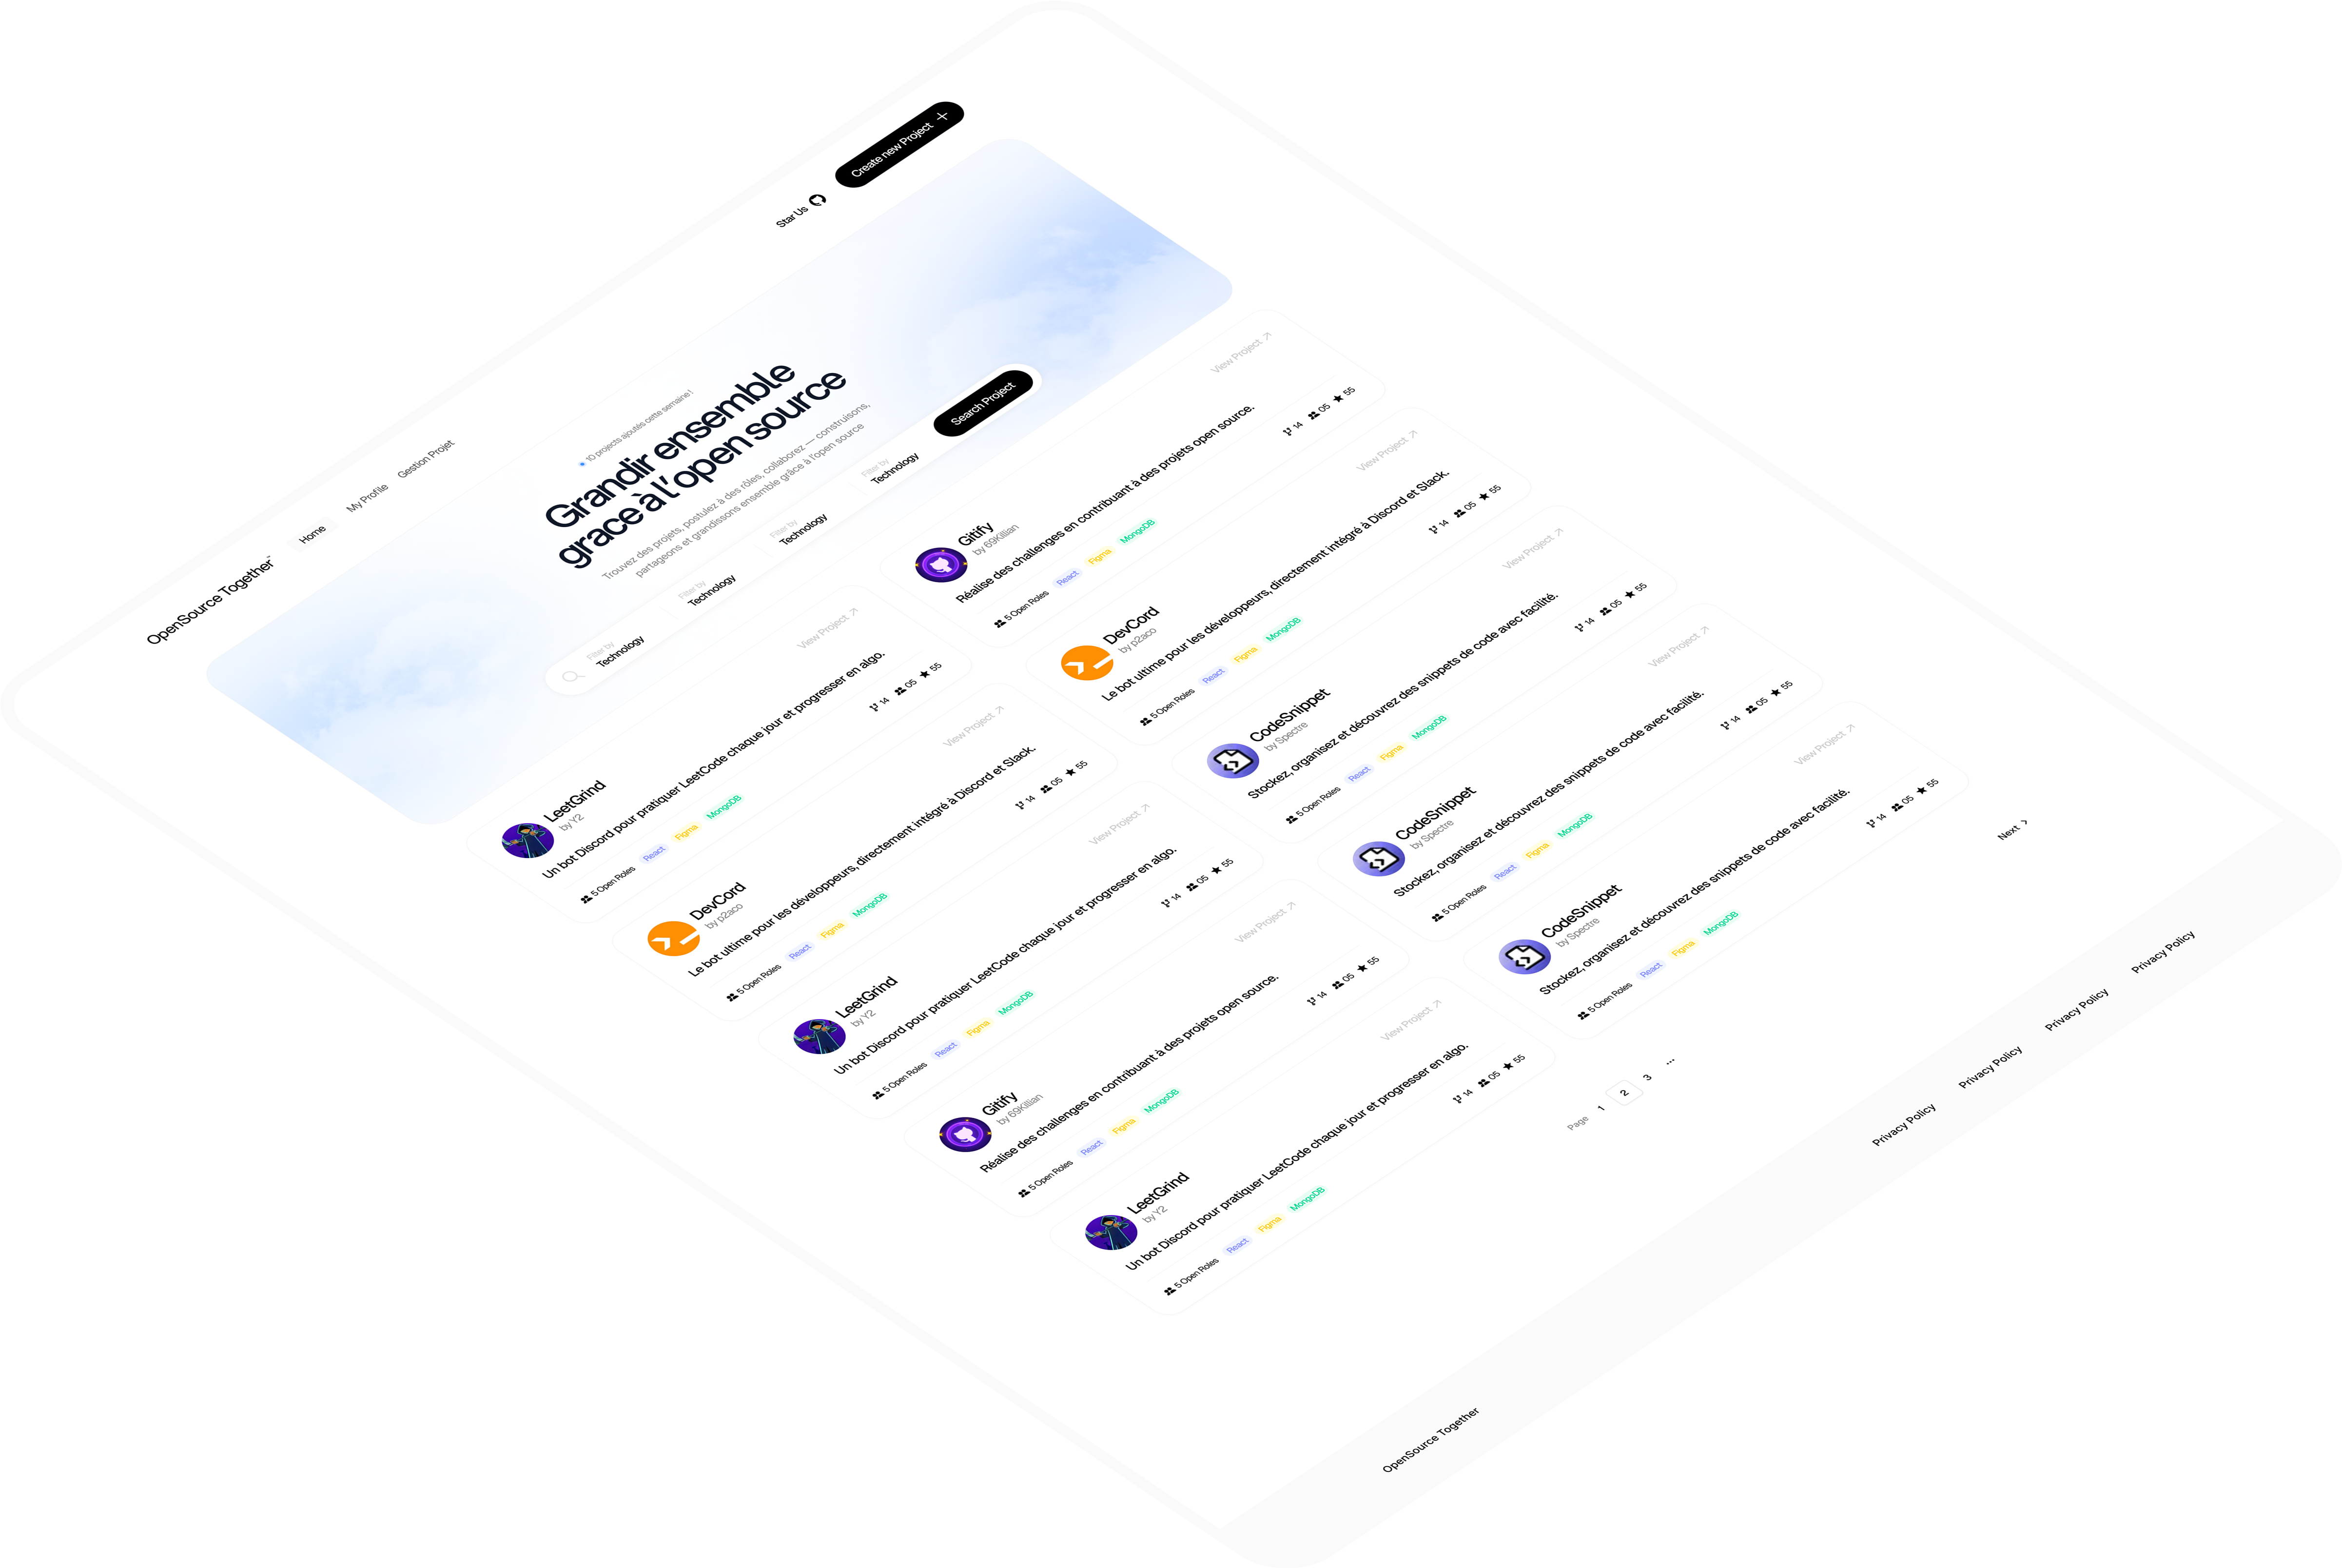 OpenSource Together™
Home
My Profile
Gestion Projet
Star Us
Create new Project
10 projects ajoutés cette semaine !
Grandir ensemble
grace à l'open source
Trouvez des projets, postulez à des rôles, collaborez — construisons,
partageons et grandissons ensemble grâce à l'open source
Filter by
Technology
Filter by
Technology
Filter by
Technology
Filter by
Technology
Search Project
LeetGrind
by Y2
View Project
Un bot Discord pour pratiquer LeetCode chaque jour et progresser en algo.
5 Open Roles React Figma MongoDB 14 05 55
Gitify
by 69Killian
View Project
Réalise des challenges en contribuant à des projets open source.
5 Open Roles React Figma MongoDB 14 05 55
DevCord
by p2aco
View Project
Le bot ultime pour les développeurs, directement intégré à Discord et Slack.
5 Open Roles React Figma MongoDB 14 05 55
DevCord
by p2aco
View Project
Le bot ultime pour les développeurs, directement intégré à Discord et Slack.
5 Open Roles React Figma MongoDB 14 05 55
LeetGrind
by Y2
View Project
Un bot Discord pour pratiquer LeetCode chaque jour et progresser en algo.
5 Open Roles React Figma MongoDB 14 05 55
CodeSnippet
by Spectre
View Project
Stockez, organisez et découvrez des snippets de code avec facilité.
5 Open Roles React Figma MongoDB 14 05 55
Gitify
by 69Killian
View Project
Réalise des challenges en contribuant à des projets open source.
5 Open Roles React Figma MongoDB 14 05 55
CodeSnippet
by Spectre
View Project
Stockez, organisez et découvrez des snippets de code avec facilité.
5 Open Roles React Figma MongoDB 14 05 55
LeetGrind
by Y2
View Project
Un bot Discord pour pratiquer LeetCode chaque jour et progresser en algo.
5 Open Roles React Figma MongoDB 14 05 55
CodeSnippet
by Spectre
View Project
Stockez, organisez et découvrez des snippets de code avec facilité.
5 Open Roles React Figma MongoDB 14 05 55
Page 1 2 3 ...
Next
OpenSource Together
Privacy Policy
Privacy Policy
Privacy Policy
Privacy Policy